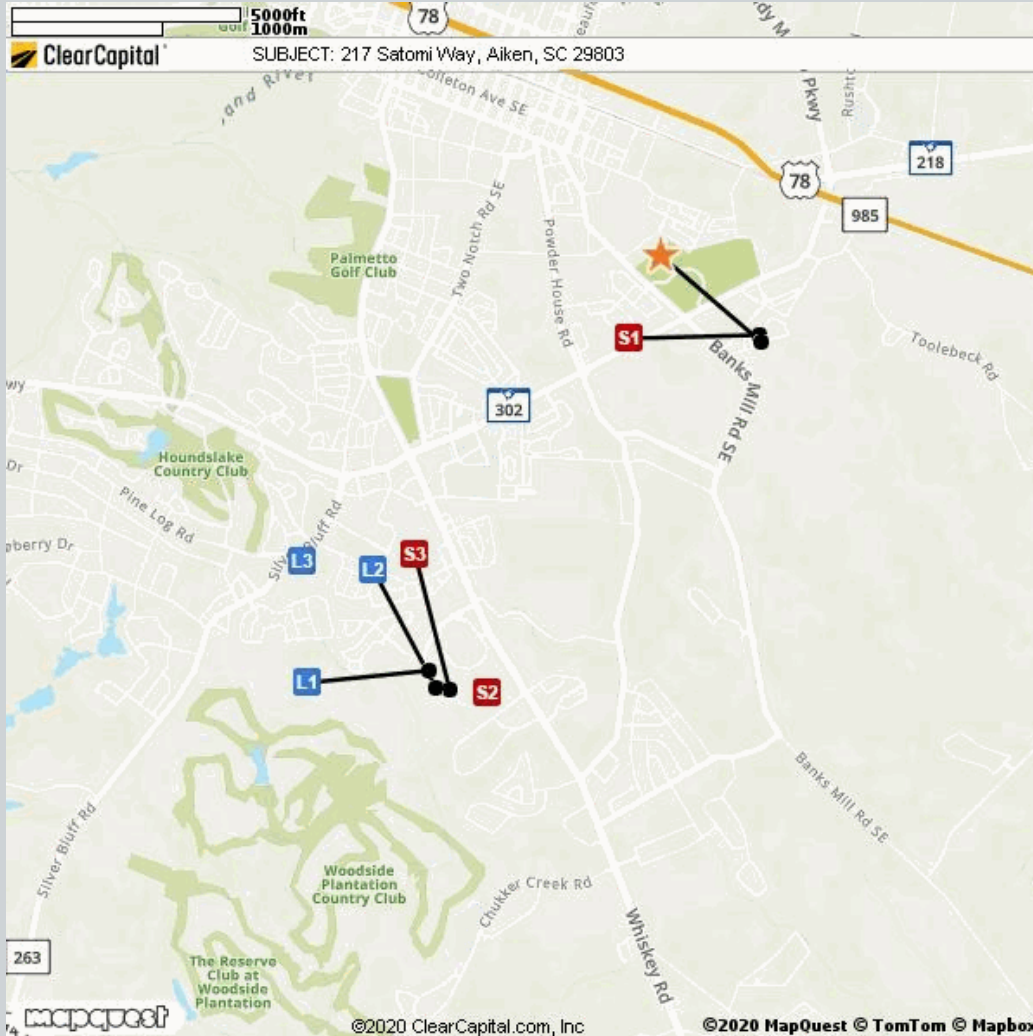 5000ft
1000m
Golf
78
ClearCapital
SUBJECT: 217 Satomi Way, Aiken, SC 29803
Colleton Ave SE
Pkwy
218
78
985
Two Notch Rd SE
Powder House Rd
Palmetto
Golf Club
S1
Toolebeck Rd
Banks Mill Rd SE
wy
302
Houndslake
Country Club
Dr
Pine Log Rd
Silver Bluff Rd
S3
L3
L2
L1
S2
Banks Mill Rd SE
Silver Bluff Rd
Woodside
Plantation
Country Club
Chukker Creek Rd
Whiskey Rd
263
The Reserve
Club at
Woodside
Plantation
mapquest
©2020 ClearCapital.com, Inc
©2020 MapQuest © TomTom © Mapbox